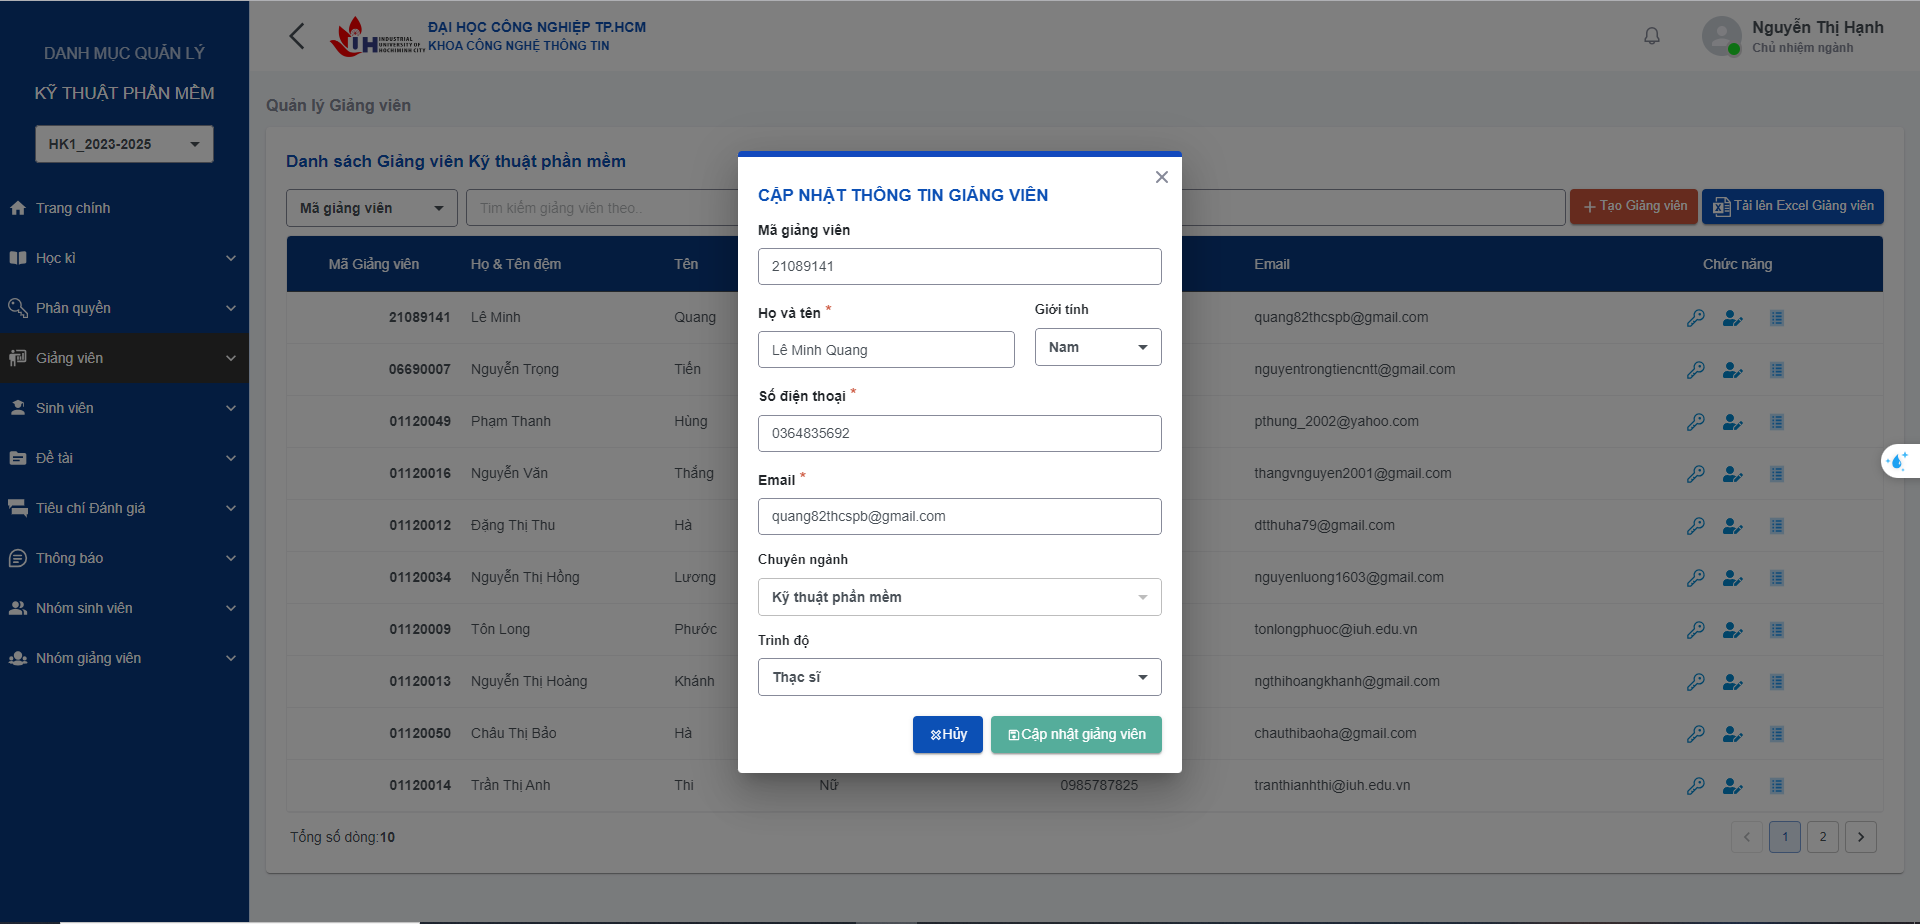 DANH MỤC QUẢN LÝ
KỸ THUẬT PHẦN MỀM
HK1_2023-2025
Trang chính
Học kì
Phân quyền
Giảng viên
Sinh viên
Đề tài
Tiêu chí Đánh giá
Thông báo
Nhóm sinh viên
Nhóm giảng viên
IUH INDUSTRIAL UNIVERSITY OF HOCHIMINH CITY
ĐẠI HỌC CÔNG NGHIỆP TP.HCM
KHOA CÔNG NGHỆ THÔNG TIN
Nguyễn Thị Hạnh
Chủ nhiệm ngành
Quản lý Giảng viên
Danh sách Giảng viên Kỹ thuật phần mềm
Mã giảng viên
Tìm kiếm giảng viên theo..
Tạo Giảng viên
Tải lên Excel Giảng viên
Mã Giảng viên Họ & Tên đệm Tên Email Chức năng
21089141 Lê Minh Quang quang82thcspb@gmail.com
06690007 Nguyễn Trọng Tiến nguyentrongtiencntt@gmail.com
01120049 Phạm Thanh Hùng pthung_2002@yahoo.com
01120016 Nguyễn Văn Thắng thangvnguyen2001@gmail.com
01120012 Đặng Thị Thu Hà dtthuha79@gmail.com
01120034 Nguyễn Thị Hồng Lương nguyenluong1603@gmail.com
01120009 Tôn Long Phước tonlongphuoc@iuh.edu.vn
01120013 Nguyễn Thị Hoàng Khánh ngthihoangkhanh@gmail.com
01120050 Châu Thị Bảo Hà chauthibaoha@gmail.com
01120014 Trần Thị Anh Thi Nữ 0985787825 tranthianhthi@iuh.edu.vn
Tổng số dòng:10
1 2
CẬP NHẬT THÔNG TIN GIẢNG VIÊN
Mã giảng viên
21089141
Họ và tên *
Giới tính
Lê Minh Quang
Nam
Số điện thoại *
0364835692
Email *
quang82thcspb@gmail.com
Chuyên ngành
Kỹ thuật phần mềm
Trình độ
Thạc sĩ
Hủy
Cập nhật giảng viên